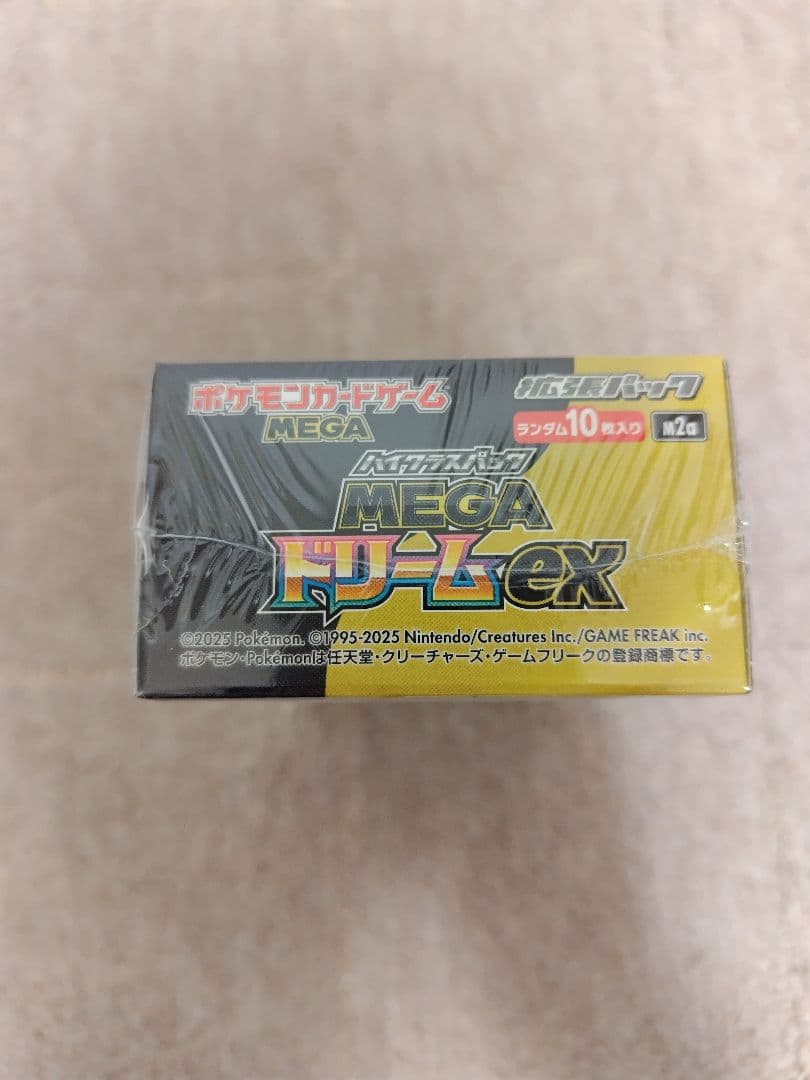 ポケモンカードゲーム
MEGA
拡張パック
ランダム10枚入り M2a
ハイクラスパック
MEGA
ドリームex
©2025 Pokémon. ©1995-2025 Nintendo/Creatures Inc./GAME FREAK inc.
ポケモン・Pokémonは任天堂・クリーチャーズ・ゲームフリークの登録商標です。